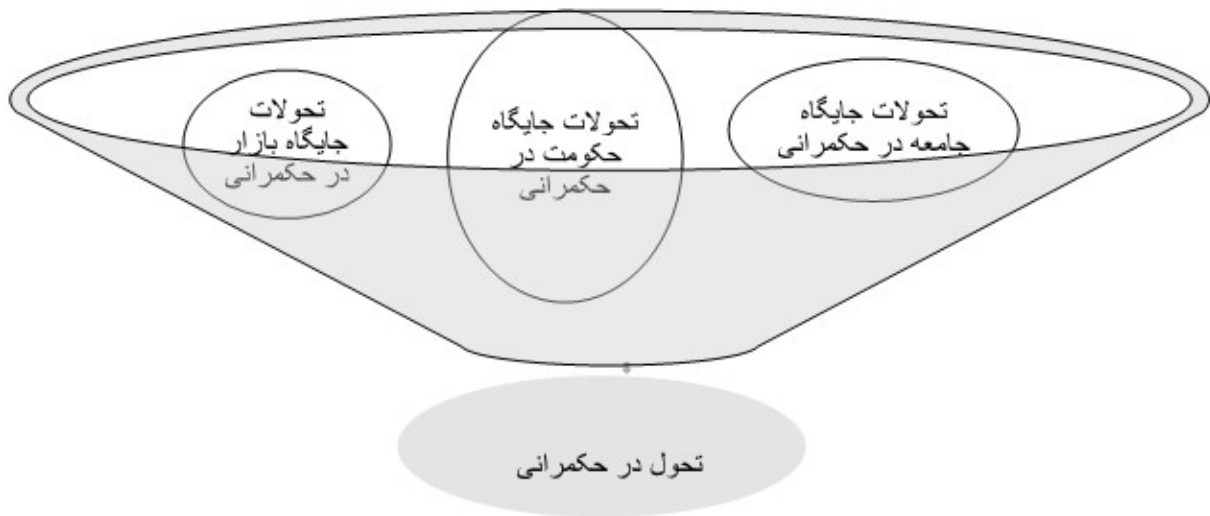 تحولات جایگاه
جامعه در حکمرانی
تحولات جایگاه
حکومت در
حکمرانی
تحولات
جایگاه بازار
در حکمرانی
تحول در حکمرانی